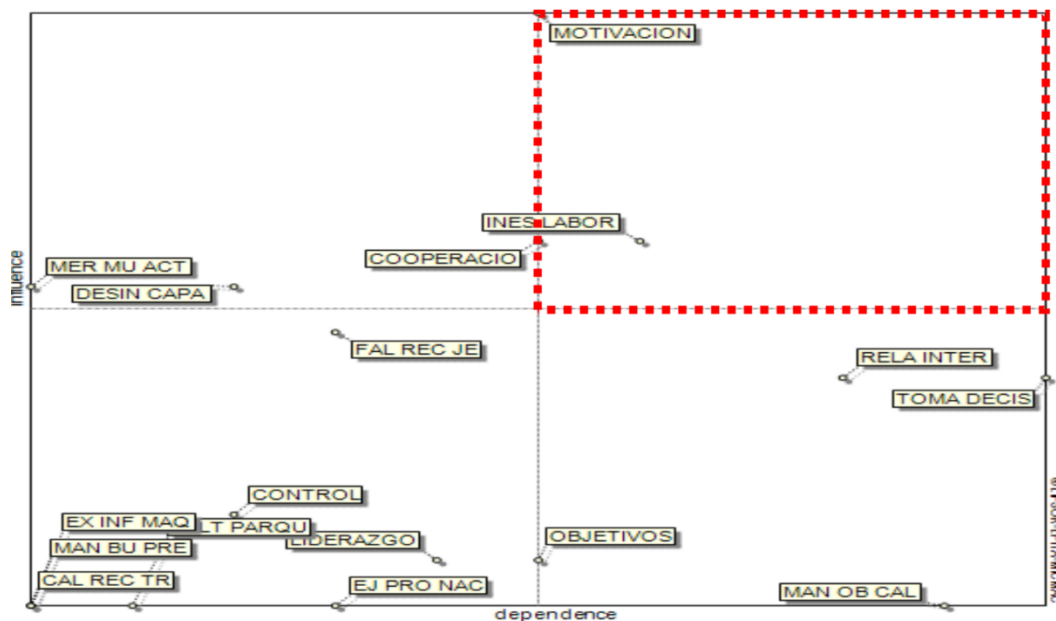 MOTIVACION
INES LABOR
COOPERACIO
MER MU ACT
DESIN CAPA
influence
FAL REC JE
RELA INTER
TOMA DECIS
CONTROL
EX INF MAQ
LT PARQU
LIDERAZGO
OBJETIVOS
MAN BU PRE
CAL REC TR
EJ PRO NAC
MAN OB CAL
dependence